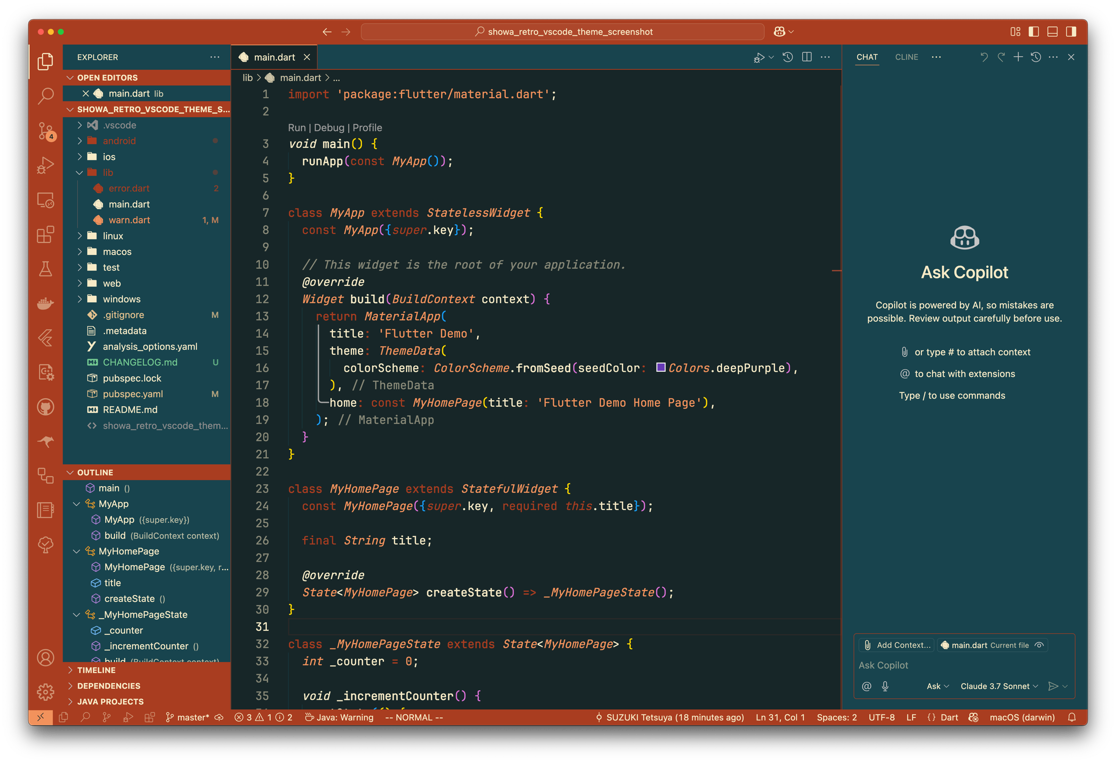 showa_retro_vscode_theme_screenshot
EXPLORER
OPEN EDITORS
main.dart lib
SHOWA_RETRO_VSCODE_THEME_S...
.vscode
android
ios
lib
error.dart 2
main.dart
warn.dart 1, M
linux
macos
test
web
windows
.gitignore M
.metadata
analysis_options.yaml
CHANGELOG.md U
pubspec.lock
pubspec.yaml M
README.md
showa_retro_vscode_them...
OUTLINE
main ()
MyApp
MyApp ({super.key})
build (BuildContext context)
MyHomePage
MyHomePage ({super.key, r...
title
createState ()
_MyHomePageState
_counter
_incrementCounter ()
build (BuildContext context)
TIMELINE
DEPENDENCIES
JAVA PROJECTS
4
main.dart
lib > main.dart > ...
1 import 'package:flutter/material.dart';
2
Run | Debug | Profile
3 void main() {
4 runApp(const MyApp());
5 }
6
7 class MyApp extends StatelessWidget {
8 const MyApp({super.key});
9
10 // This widget is the root of your application.
11 @override
12 Widget build(BuildContext context) {
13 return MaterialApp(
14 title: 'Flutter Demo',
15 theme: ThemeData(
16 colorScheme: ColorScheme.fromSeed(seedColor: Colors.deepPurple),
17 ), // ThemeData
18 home: const MyHomePage(title: 'Flutter Demo Home Page'),
19 ); // MaterialApp
20 }
21 }
22
23 class MyHomePage extends StatefulWidget {
24 const MyHomePage({super.key, required this.title});
25
26 final String title;
27
28 @override
29 State<MyHomePage> createState() => _MyHomePageState();
30 }
31
32 class _MyHomePageState extends State<MyHomePage> {
33 int _counter = 0;
34
35 void _incrementCounter() {
CHAT CLINE
Ask Copilot
Copilot is powered by AI, so mistakes are
possible. Review output carefully before use.
or type # to attach context
@ to chat with extensions
Type / to use commands
Add Context... main.dart Current file
Ask Copilot
@ Ask Claude 3.7 Sonnet
master* 3 1 2 Java: Warning -- NORMAL -- SUZUKI Tetsuya (18 minutes ago) Ln 31, Col 1 Spaces: 2 UTF-8 LF {} Dart macOS (darwin)